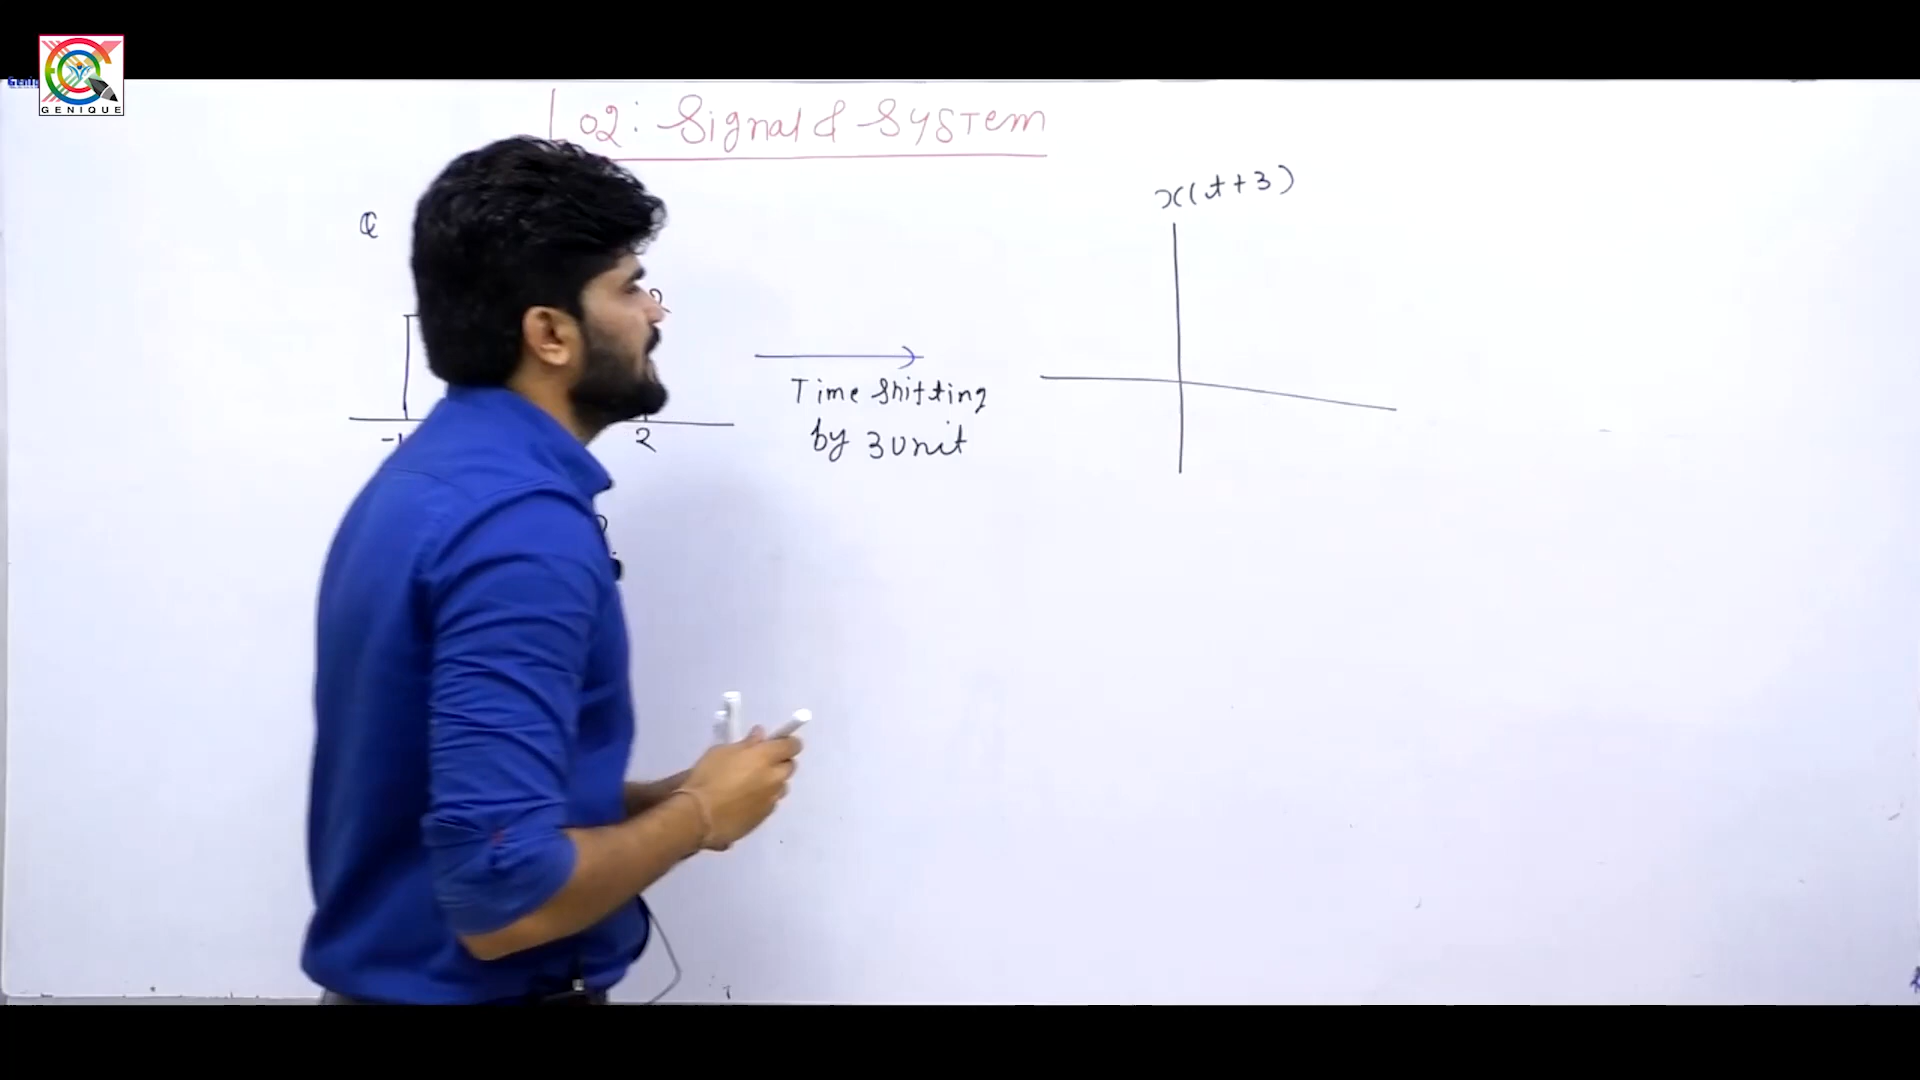 GENIQUE
L02: Signal & System
x(t+3)
Q
2
Time Shifting
by 3 unit
-1
2